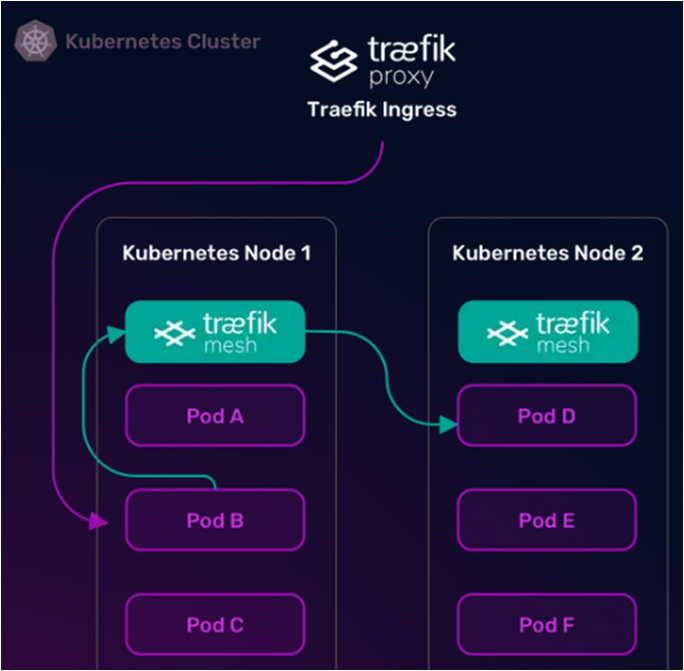 Kubernetes Cluster
træfik
proxy
Traefik Ingress
Kubernetes Node 1
træfik
mesh
Pod A
Pod B
Pod C
Kubernetes Node 2
træfik
mesh
Pod D
Pod E
Pod F